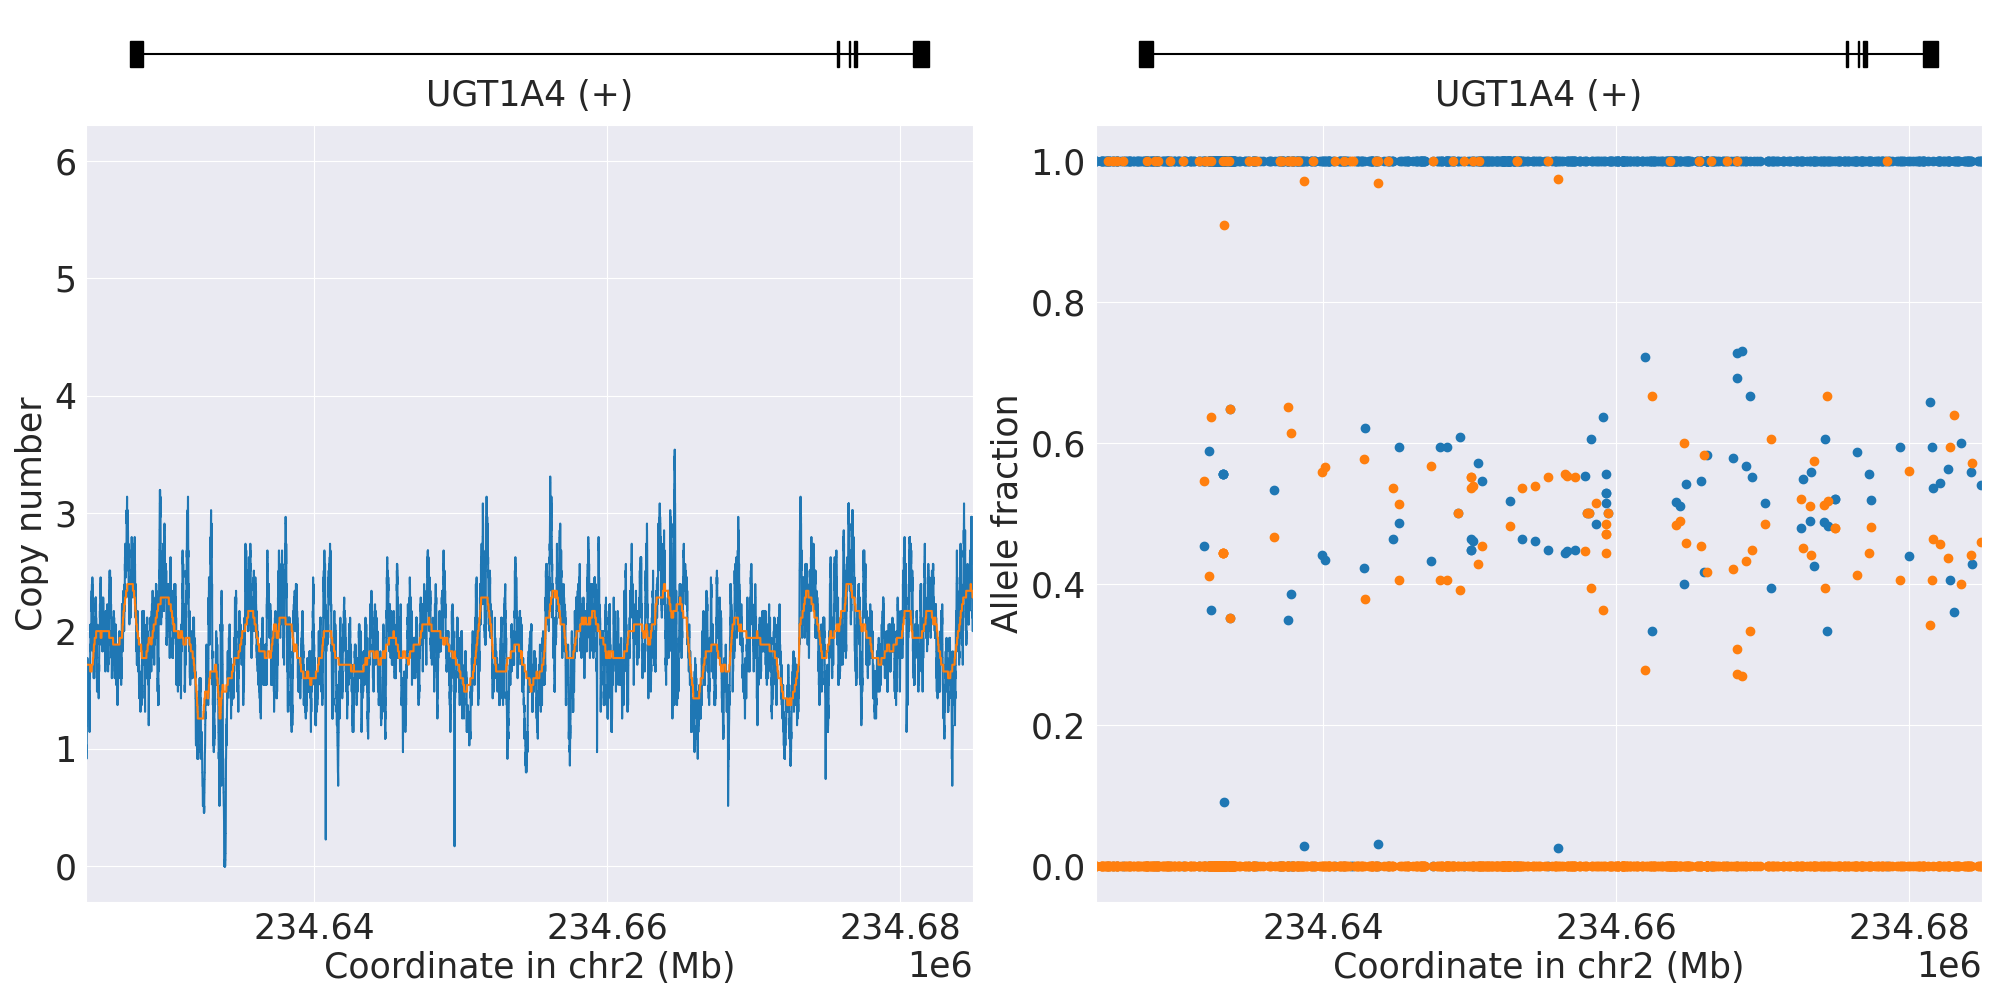 UGT1A4 (+)
6
5
4
3
2
1
0
Copy number
234.64 234.66 234.68
1e6
Coordinate in chr2 (Mb)
UGT1A4 (+)
1.0
0.8
0.6
0.4
0.2
0.0
Allele fraction
234.64 234.66 234.68
1e6
Coordinate in chr2 (Mb)